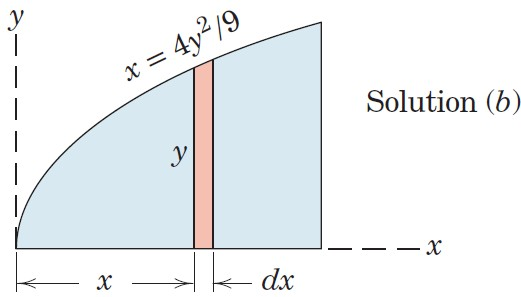 y
x = 4y²/9
Solution (b)
y
x
x
dx